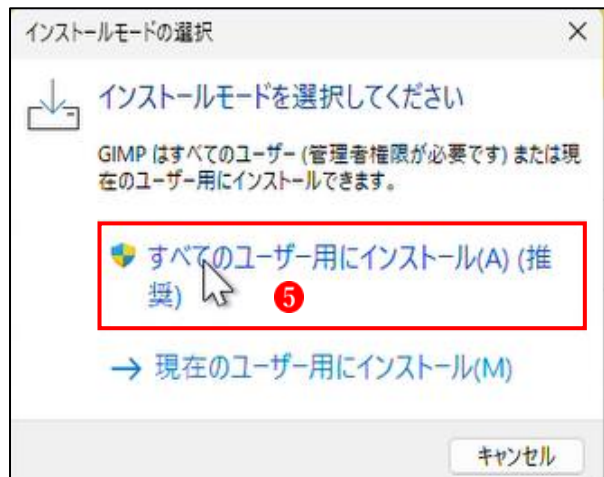 インストールモードの選択
インストールモードを選択してください
GIMP はすべてのユーザー (管理者権限が必要です) または現
在のユーザー用にインストールできます。
すべてのユーザー用にインストール(A) (推
奨)
5
現在のユーザー用にインストール(M)
キャンセル